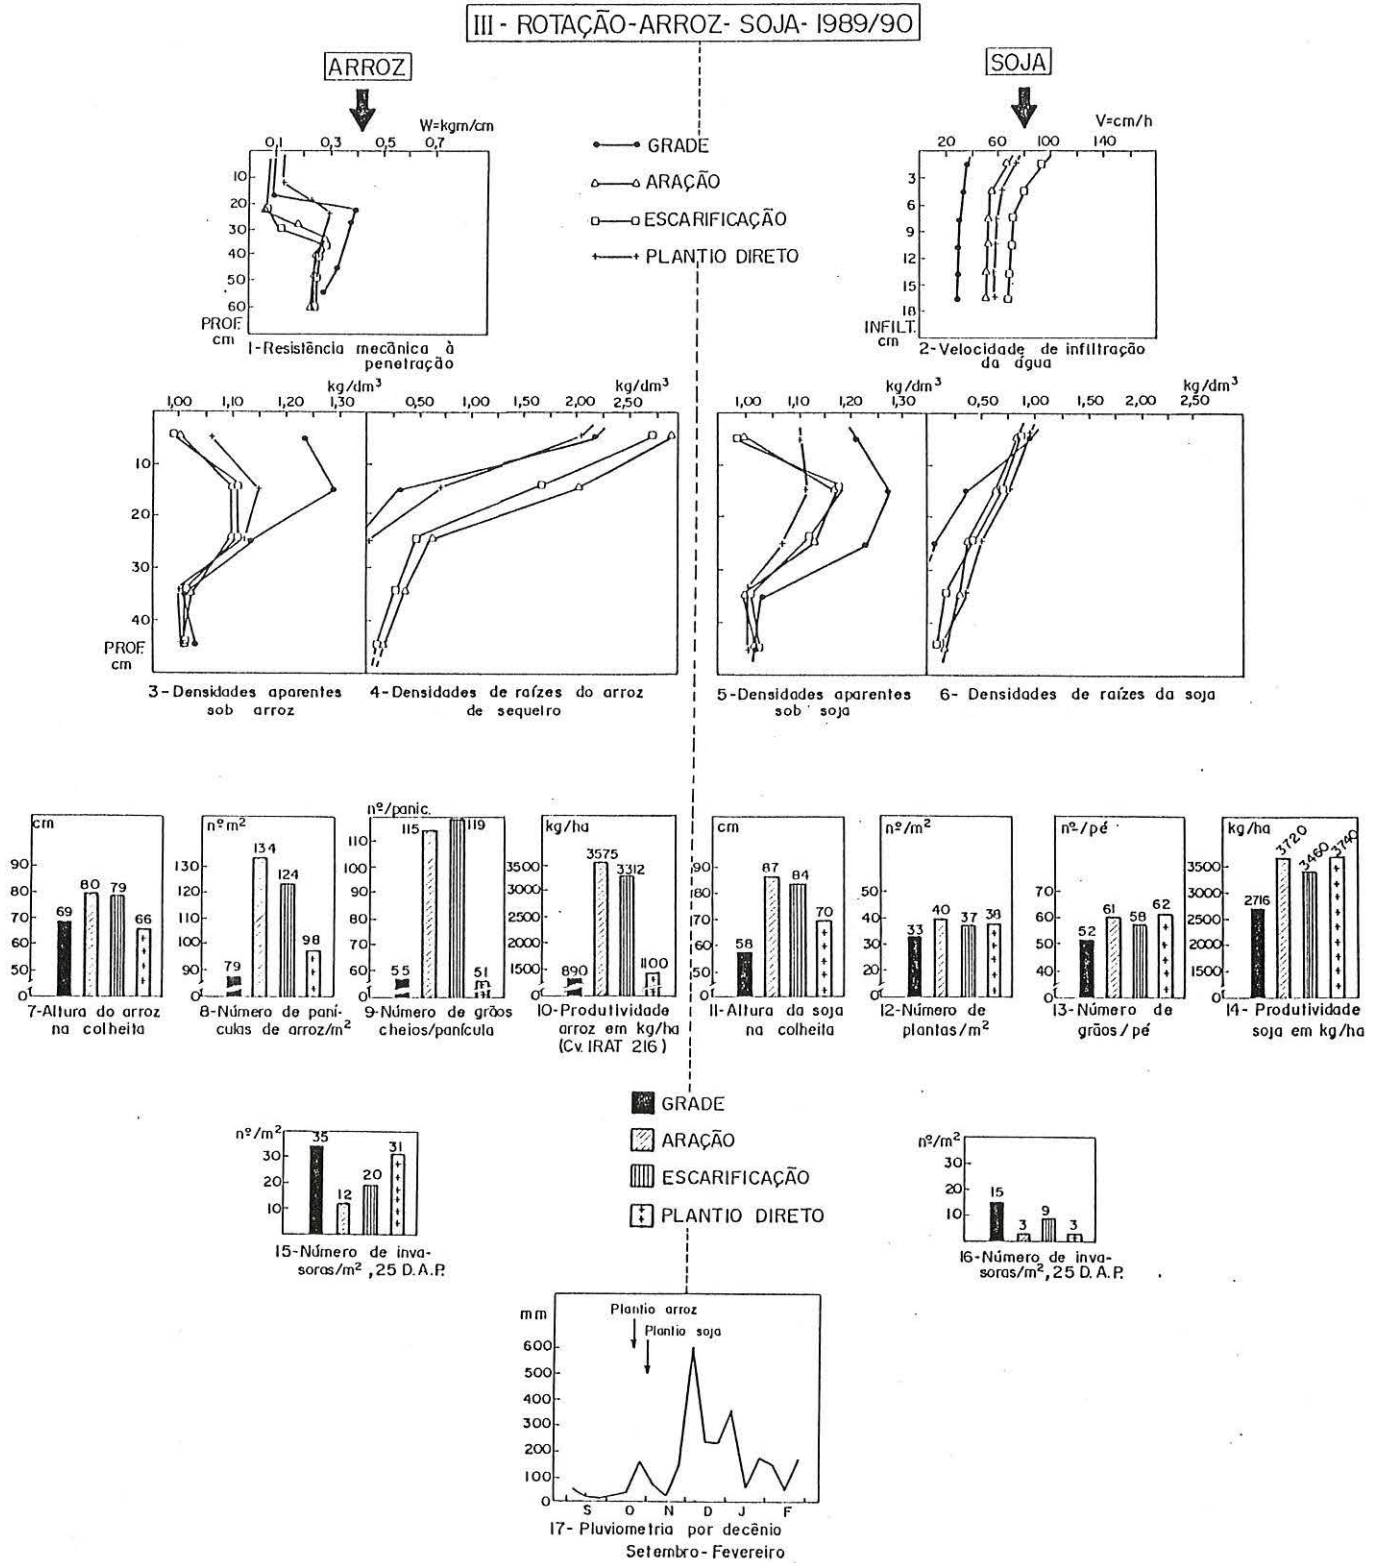 III - ROTAÇÃO-ARROZ- SOJA- 1989/90
ARROZ
SOJA
W=kgm/cm
0,1 0,3 0,5 0,7
10
20
30
40
50
60
PROF.
cm
1-Resistência mecânica à
penetração
GRADE
ARAÇÃO
ESCARIFICAÇÃO
PLANTIO DIRETO
V=cm/h
20 60 100 140
3
6
9
12
15
18
INFILT.
cm
2-Velocidade de infiltração
da água
kg/dm³
1,00 1,10 1,20 1,30
10
20
30
40
PROF.
cm
3-Densidades aparentes
sob arroz
kg/dm³
0,50 1,00 1,50 2,00 2,50
4-Densidades de raízes do arroz
de sequeiro
kg/dm³
1,00 1,10 1,20 1,30
5-Densidades aparentes
sob soja
kg/dm³
0,50 1,00 1,50 2,00 2,50
6- Densidades de raízes da soja
cm
90
80
70
60
50
0
69 80 79 66
7-Altura do arroz
na colheita
nº m²
130
120
110
100
90
0
79 134 124 98
8-Número de paní-
culas de arroz/m²
nº/panic.
110
100
90
80
70
60
0
55 115 119 51
9-Número de grãos
cheios/panícula
kg/ha
3500
3000
2500
2000
1500
0
890 3575 3312 1100
10-Produtividade
arroz em kg/ha
(Cv. IRAT 216)
cm
90
80
70
60
50
0
58 87 84 70
11-Altura da soja
na colheita
nº/m²
50
40
30
20
0
33 40 37 38
12-Número de
plantas/m²
nº/pé
70
60
50
40
0
52 61 58 62
13-Número de
grãos/pé
kg/ha
3500
3000
2500
2000
1500
0
2716 3720 3460 3740
14- Produtividade
soja em kg/ha
GRADE
ARAÇÃO
ESCARIFICAÇÃO
PLANTIO DIRETO
nº/m²
30
20
10
35 12 20 31
15-Número de inva-
soras/m² ,25 D.A.P.
nº/m²
30
20
10
15 3 9 3
16-Número de inva-
soras/m², 25 D.A.P.
mm
Plantio arroz
Plantio soja
600
500
400
300
200
100
0
S O N D J F
17- Pluviometria por decênio
Setembro-Fevereiro